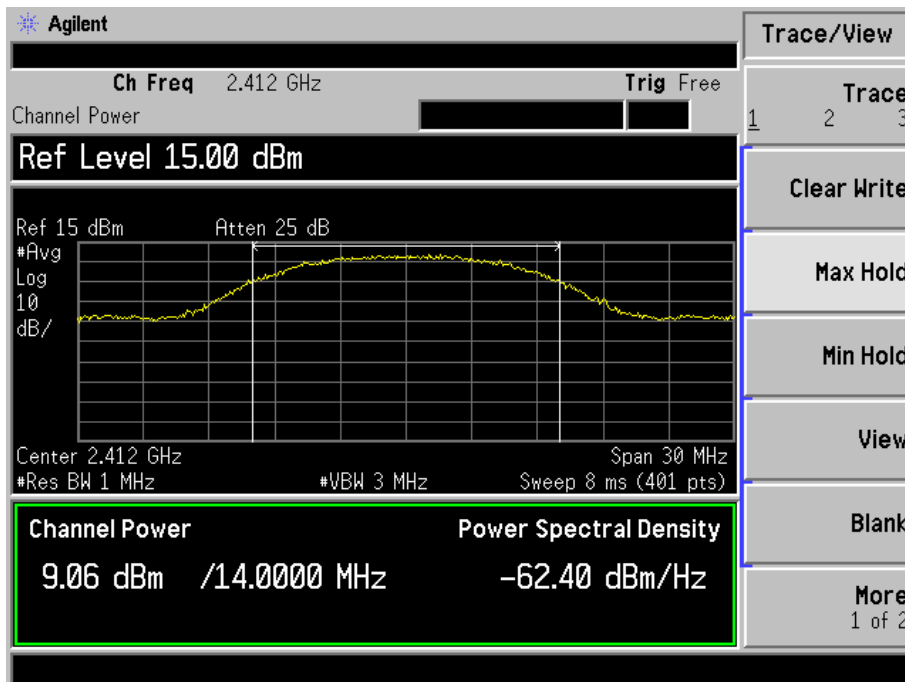 Agilent
Trace/View
Ch Freq 2.412 GHz Trig Free
Channel Power
Trace
1 2 3
Ref Level 15.00 dBm
Clear Write
Ref 15 dBm Atten 25 dB
#Avg
Log
10
dB/
Max Hold
Min Hold
View
Center 2.412 GHz Span 30 MHz
#Res BW 1 MHz #VBW 3 MHz Sweep 8 ms (401 pts)
Channel Power Power Spectral Density
9.06 dBm /14.0000 MHz -62.40 dBm/Hz
Blank
More
1 of 2